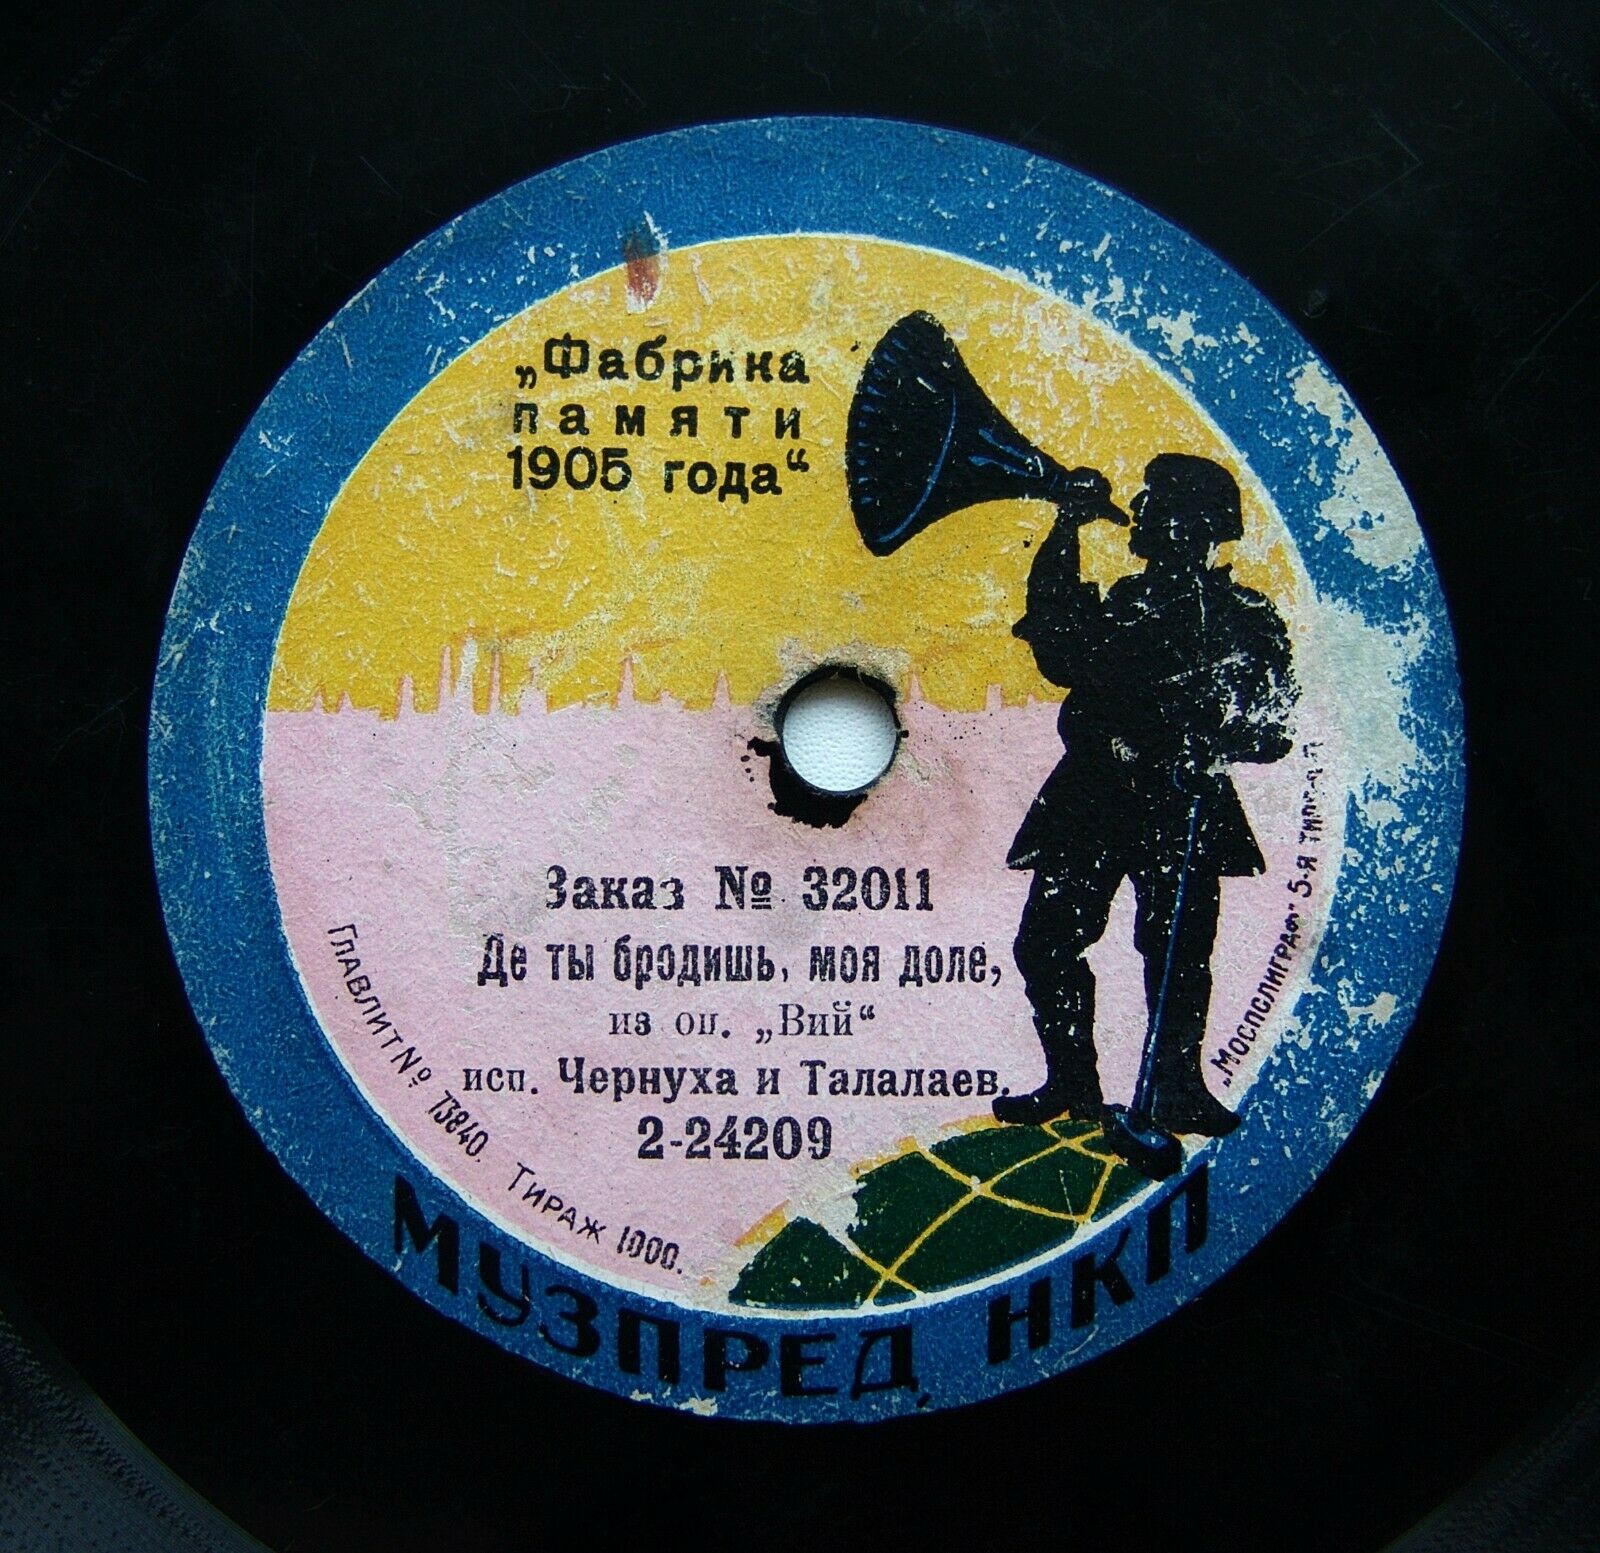 „Фабрика
памяти
1905 года“
Заказ № 32011
Де ты бродишь, моя доле,
из оп. „Вий“
исп. Чернуха и Талалаев.
2-24209
Главлит № 73840. Тираж 1000.
„Мосполиграф“ 5-я
МУЗПРЕД НКП